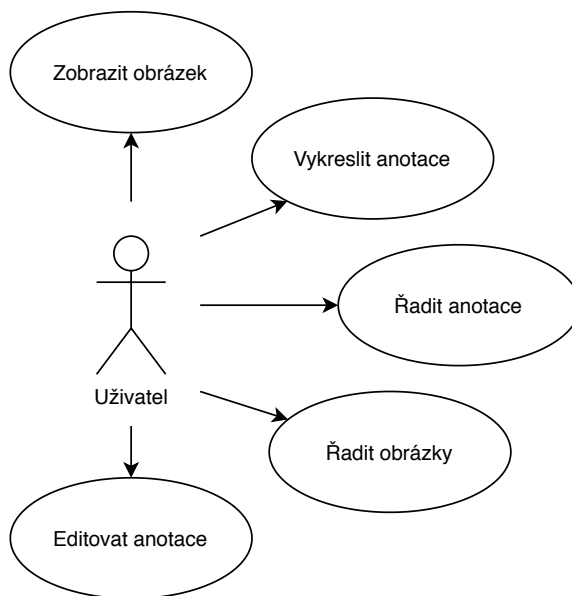 Zobrazit obrázek
Vykreslit anotace
Řadit anotace
Uživatel
Řadit obrázky
Editovat anotace